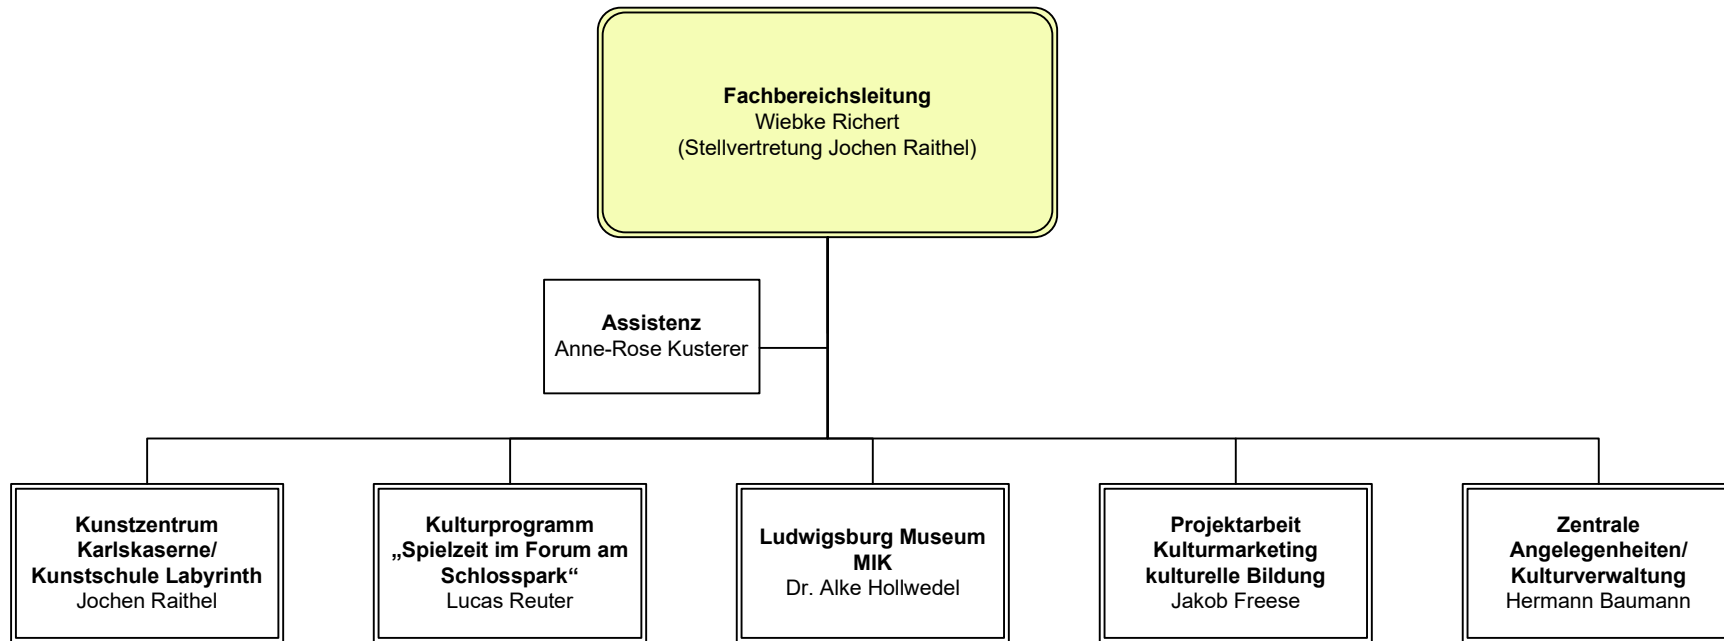 Fachbereichsleitung
Wiebke Richert
(Stellvertretung Jochen Raithel)
Assistenz
Anne-Rose Kusterer
Kunstzentrum
Karlskaserne/
Kunstschule Labyrinth
Jochen Raithel
Kulturprogramm
„Spielzeit im Forum am
Schlosspark“
Lucas Reuter
Ludwigsburg Museum
MIK
Dr. Alke Hollwedel
Projektarbeit
Kulturmarketing
kulturelle Bildung
Jakob Freese
Zentrale
Angelegenheiten/
Kulturverwaltung
Hermann Baumann